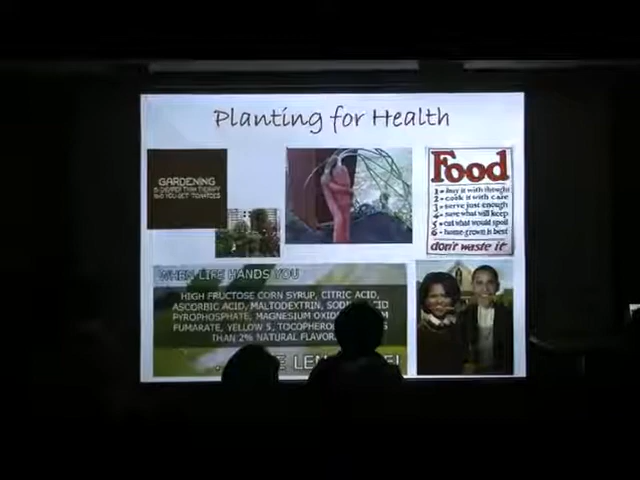 Planting for Health
GARDENING
IS CHEAPER THAN THERAPY
AND YOU GET TOMATOES
Food
1-buy it with thought
2-cook it with care
3-serve just enough
4-save what will keep
5-eat what would spoil
6-home-grown is best
don't waste it
WHEN LIFE HANDS YOU
HIGH FRUCTOSE CORN SYRUP, CITRIC ACID,
ASCORBIC ACID, MALTODEXTRIN, ACID
PYROPHOSPHATE, MAGNESIUM
FUMARATE, YELLOW 5,
THAN 2% NATURAL FLAVOR